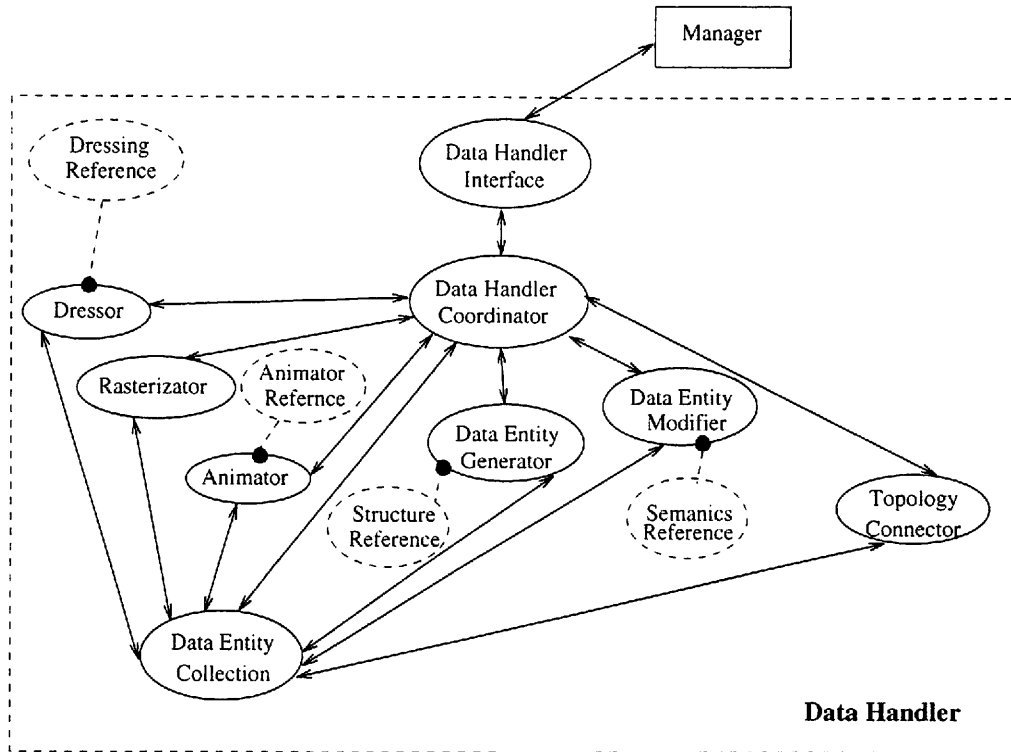 Manager
Dressing
Reference
Data Handler
Interface
Dressor
Data Handler
Coordinator
Rasterizator
Animator
Refernce
Data Entity
Modifier
Data Entity
Generator
Animator
Structure
Reference
Semanics
Reference
Topology
Connector
Data Entity
Collection
Data Handler